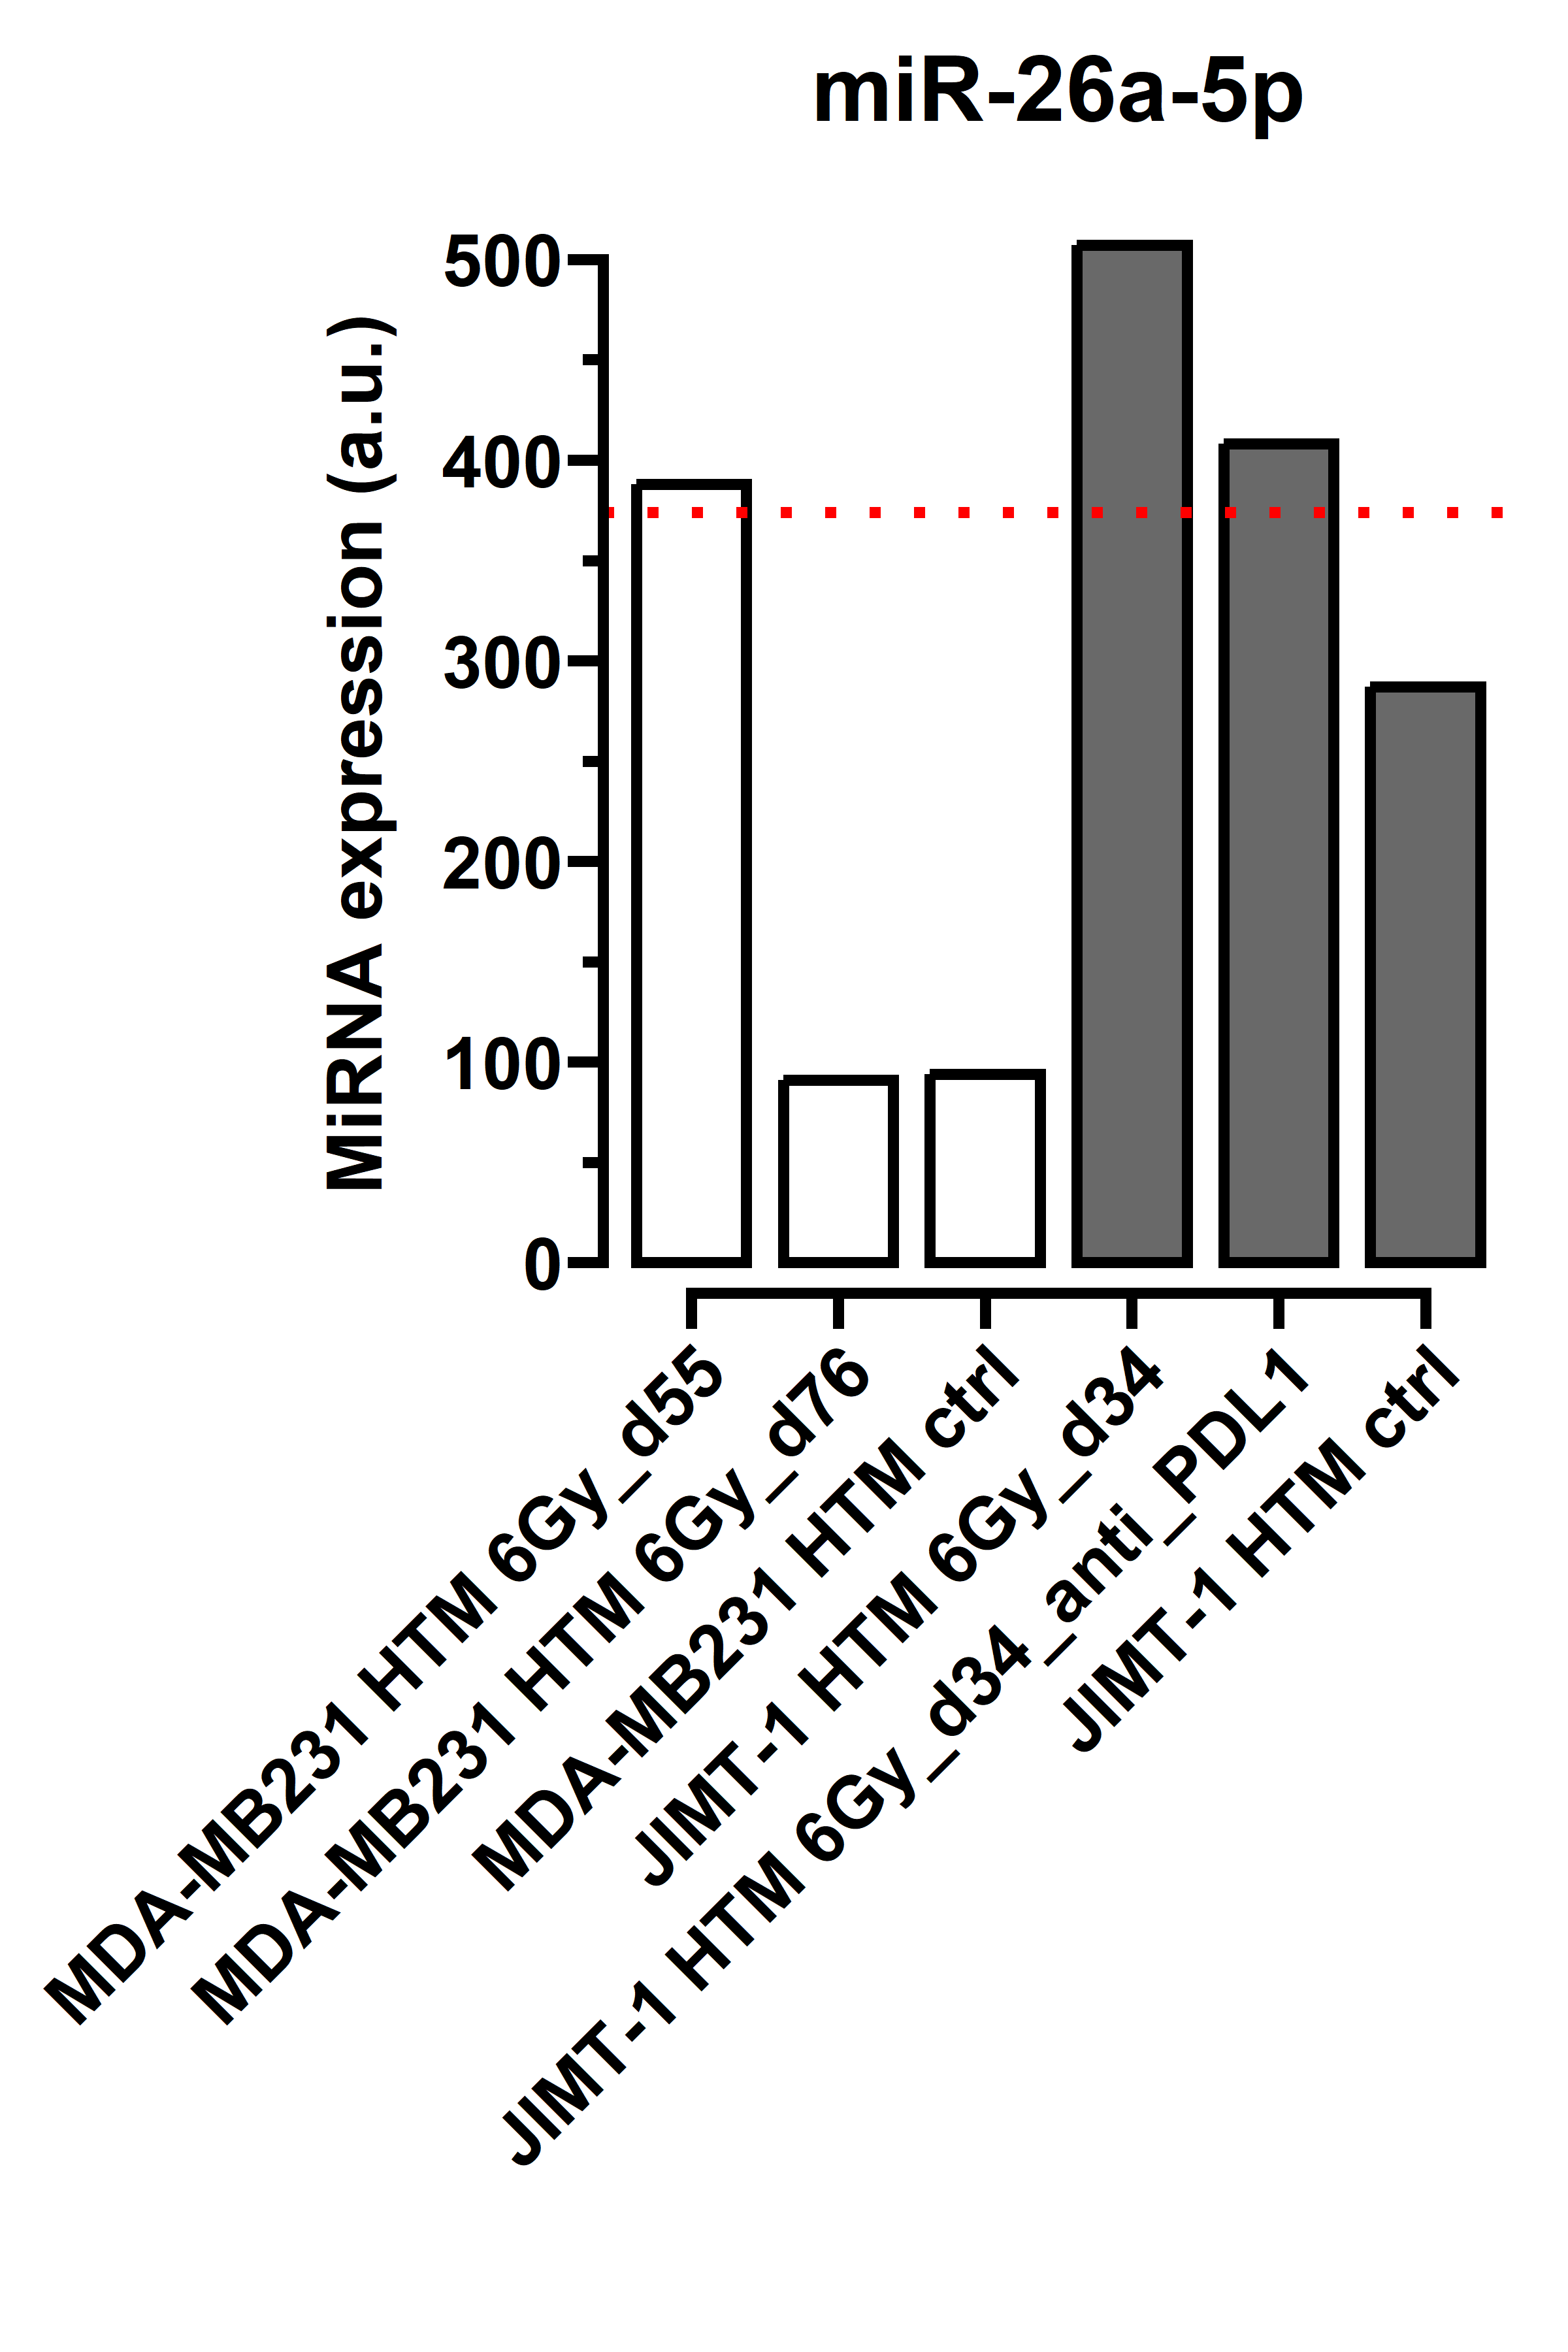 miR-26a-5p
MiRNA expression (a.u.)
500
400
300
200
100
0
MDA-MB231 HTM 6Gy_d55
MDA-MB231 HTM 6Gy_d76
MDA-MB231 HTM ctrl
JIMT-1 HTM 6Gy_d34
JIMT-1 HTM 6Gy_d34_anti_PDL1
JIMT-1 HTM ctrl